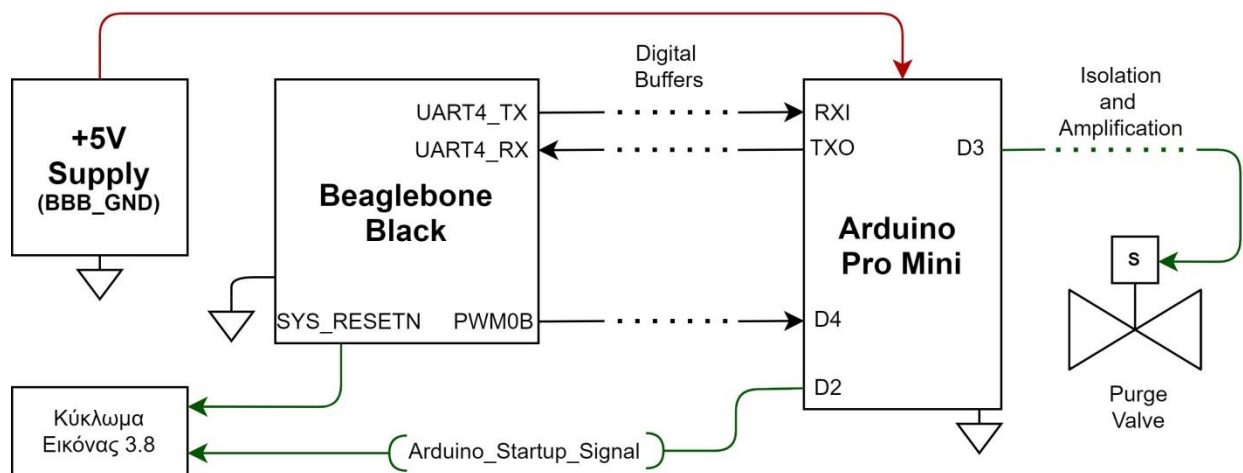 +5V
Supply
(BBB_GND)
Beaglebone
Black
UART4_TX
UART4_RX
SYS_RESETN
PWM0B
Digital
Buffers
RXI
TXO
D3
Arduino
Pro Mini
D4
D2
Isolation
and
Amplification
S
Purge
Valve
Κύκλωμα
Εικόνας 3.8
Arduino_Startup_Signal